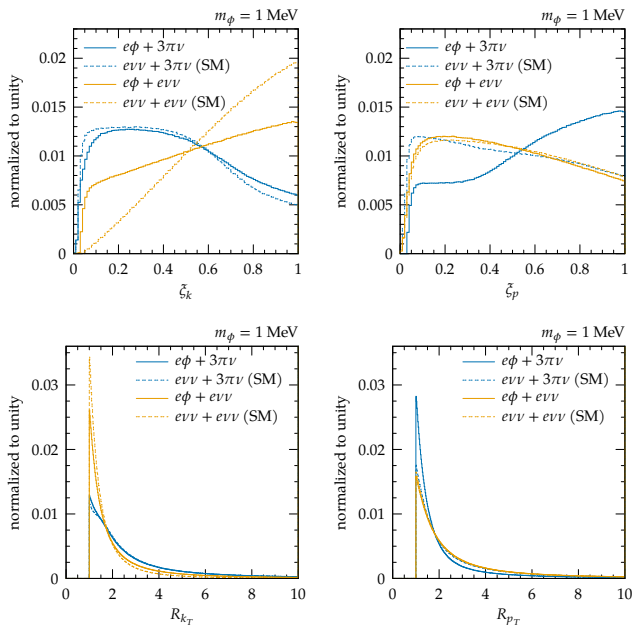 m_ϕ = 1 MeV
normalized to unity
0.02
0.015
0.01
0.005
0
eϕ + 3πν
eνν + 3πν (SM)
eϕ + eνν
eνν + eνν (SM)
0 0.2 0.4 0.6 0.8 1
ξ_k
m_ϕ = 1 MeV
normalized to unity
0.02
0.015
0.01
0.005
0
eϕ + 3πν
eνν + 3πν (SM)
eϕ + eνν
eνν + eνν (SM)
0 0.2 0.4 0.6 0.8 1
ξ_p
m_ϕ = 1 MeV
normalized to unity
0.03
0.02
0.01
0
eϕ + 3πν
eνν + 3πν (SM)
eϕ + eνν
eνν + eνν (SM)
0 2 4 6 8 10
R_{k_T}
m_ϕ = 1 MeV
normalized to unity
0.03
0.02
0.01
0
eϕ + 3πν
eνν + 3πν (SM)
eϕ + eνν
eνν + eνν (SM)
0 2 4 6 8 10
R_{p_T}